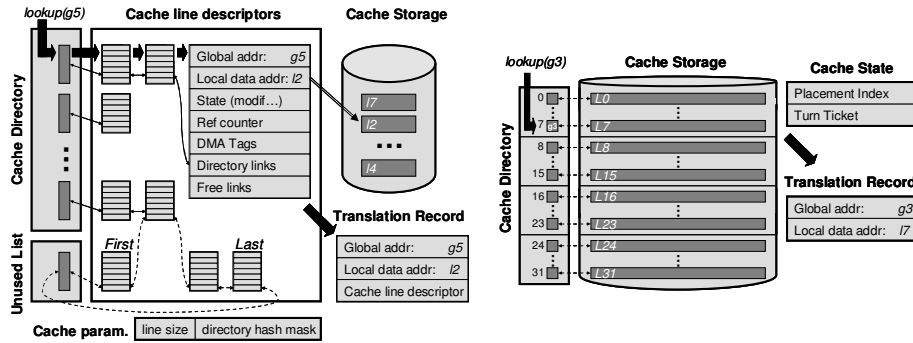 lookup(g5)
Cache line descriptors
Cache Storage
Cache Directory
Global addr: g5
Local data addr: l2
State (modif…)
Ref counter
DMA Tags
Directory links
Free links
l7
l2
l4
Translation Record
Global addr: g5
Local data addr: l2
Cache line descriptor
Unused List
First
Last
Cache param.
line size
directory hash mask
lookup(g3)
Cache Storage
Cache State
Placement Index
Turn Ticket
Cache Directory
0
L0
7
g3
L7
8
L8
15
L15
16
L16
23
L23
24
L24
31
L31
Translation Record
Global addr: g3
Local data addr: l7